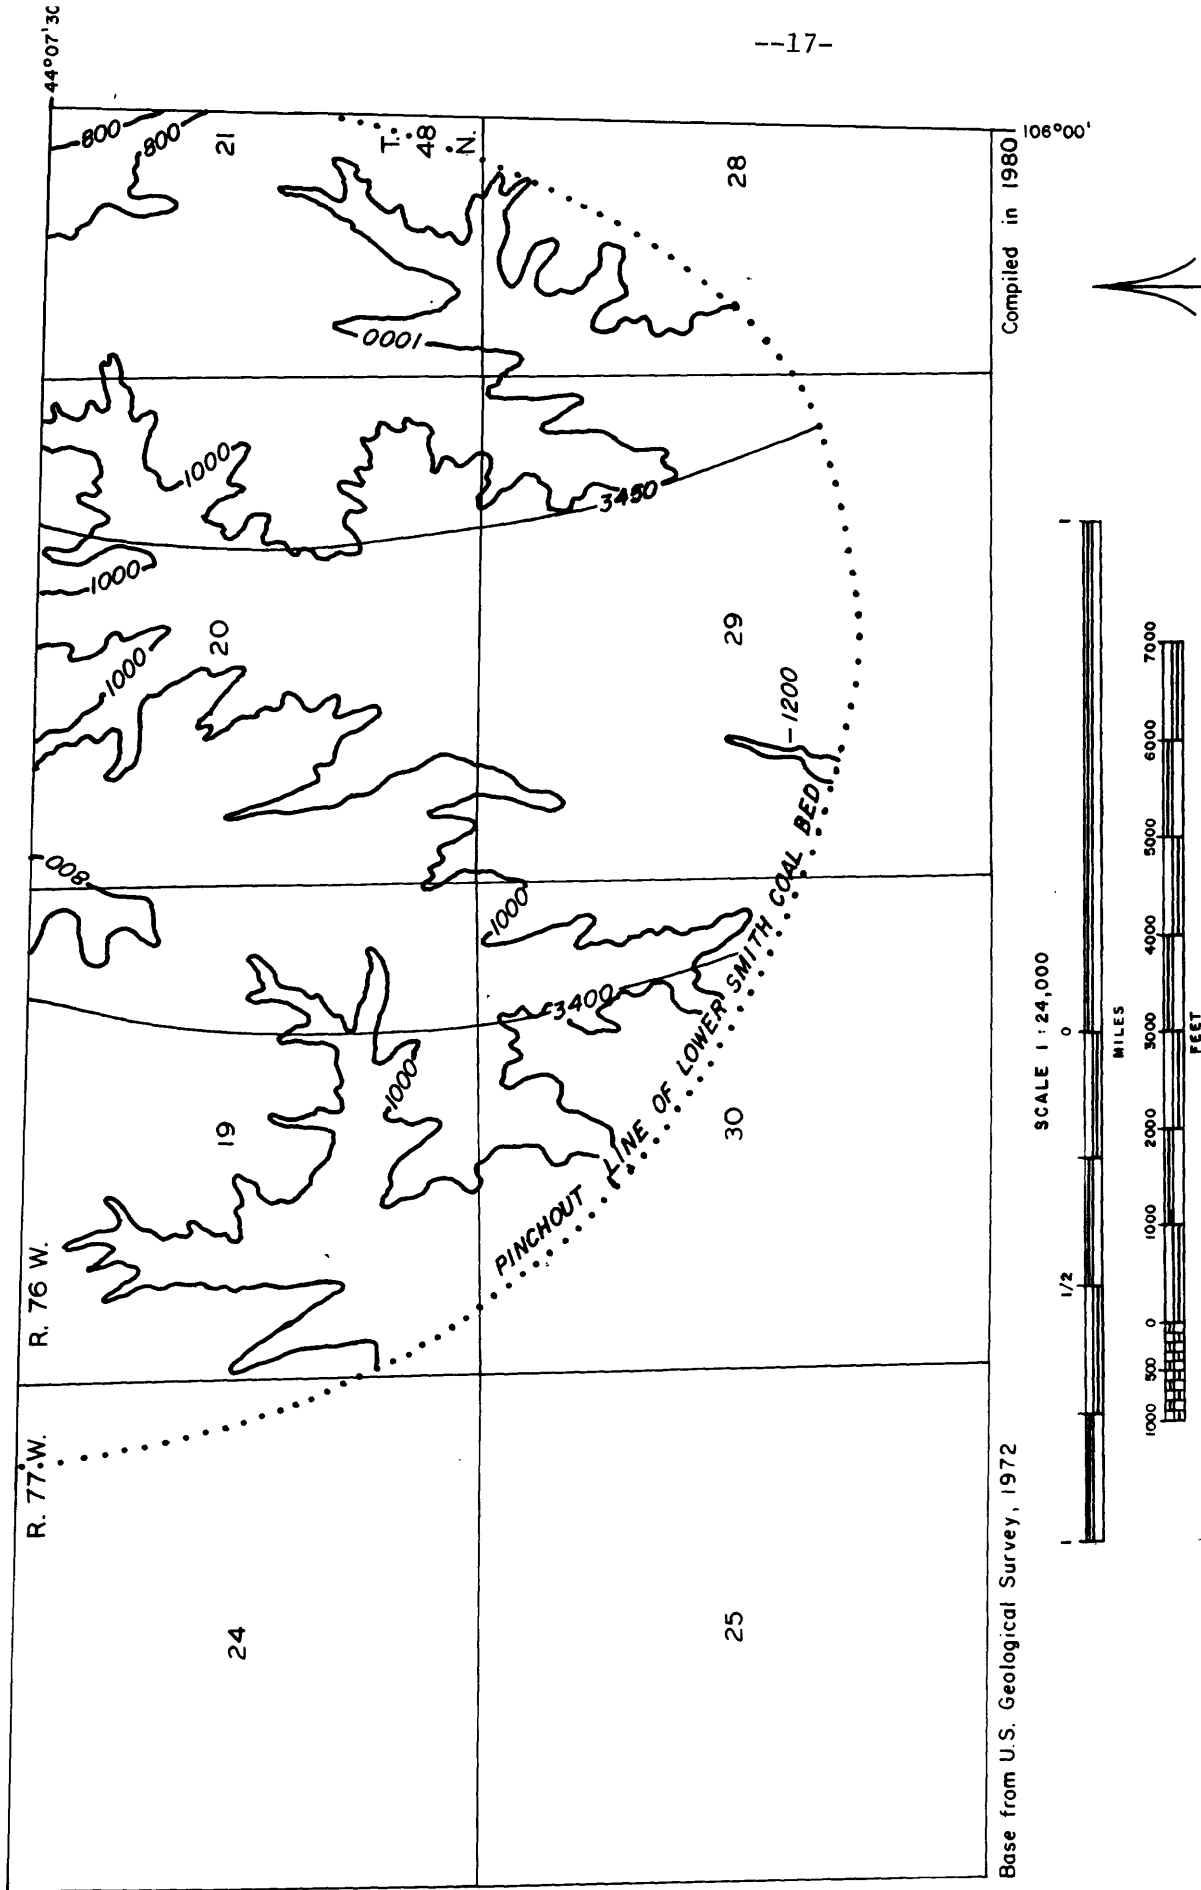 --17-
44°07'30
R. 77 W.
R. 76 W.
T.
48
N.
800
800
21
1000
28
1000
1000
1000
20
3450
29
1200
800
1000
3400
1000
19
30
24
25
PINCHOUT LINE OF LOWER SMITH COAL BED
Base from U.S. Geological Survey, 1972
Compiled in 1980
106°00'
SCALE 1:24,000
1 1/2 0 1
MILES
1000 500 0 1000 2000 3000 4000 5000 6000 7000
FEET